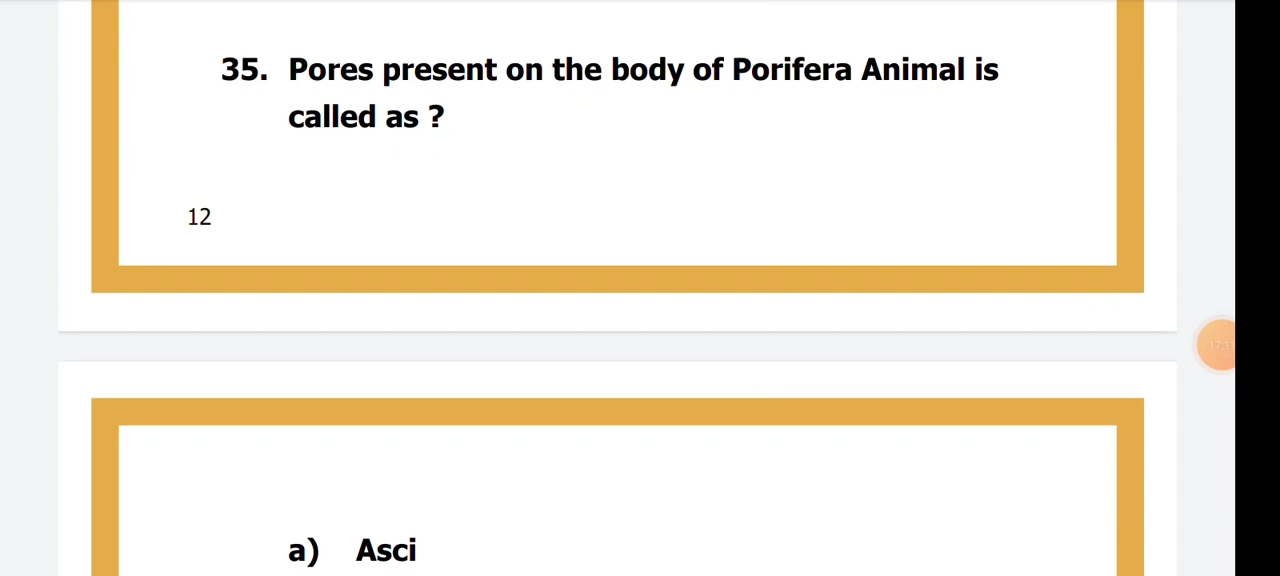 35. Pores present on the body of Porifera Animal is
called as ?
12
a) Asci